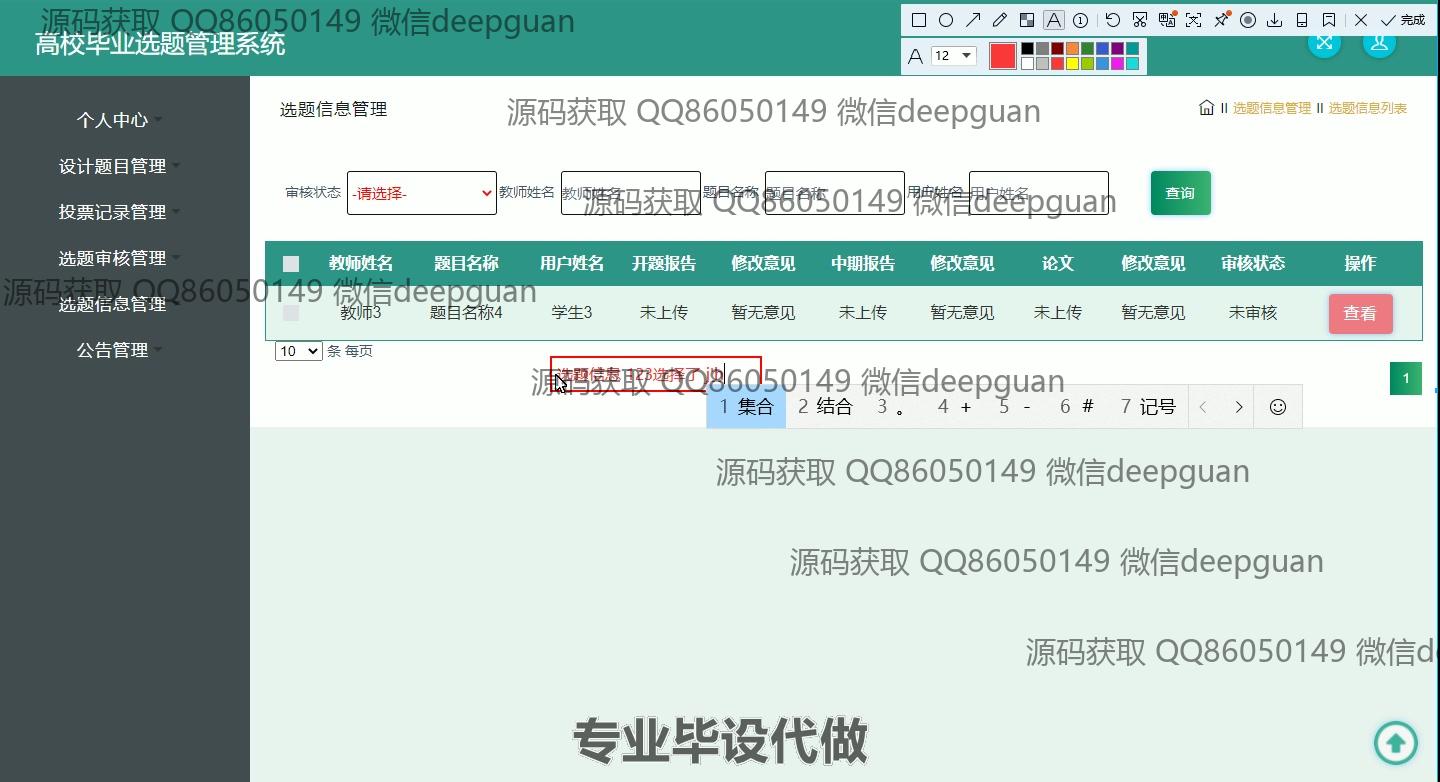 源码获取 QQ86050149 微信deepguan
高校毕业选题管理系统
A 1 完成
A 12
个人中心
设计题目管理
投票记录管理
选题审核管理
选题信息管理
公告管理
源码获取 QQ86050149 微信deepguan
选题信息管理
源码获取 QQ86050149 微信deepguan
选题信息管理 选题信息列表
审核状态 -请选择- 教师姓名 教师姓名 题目名称 题目名称 用户姓名 用户姓名 查询
源码获取 QQ86050149 微信deepguan
教师姓名 题目名称 用户姓名 开题报告 修改意见 中期报告 修改意见 论文 修改意见 审核状态 操作
教师3 题目名称4 学生3 未上传 暂无意见 未上传 暂无意见 未上传 暂无意见 未审核 查看
10 条 每页
选题信息 123选择了 jih
1
源码获取 QQ86050149 微信deepguan
1 集合 2 结合 3 。 4 + 5 - 6 # 7 记号
源码获取 QQ86050149 微信deepguan
源码获取 QQ86050149 微信deepguan
源码获取 QQ86050149 微信de
专业毕设代做